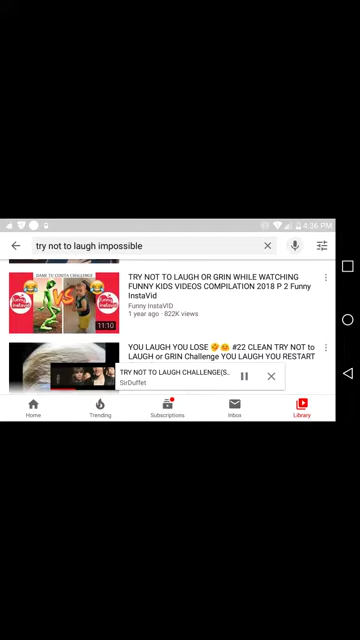 4:36 PM
try not to laugh impossible
DAME TU COSITA CHALLENGE
Funny
InstaVid
VS
Funny
InstaVid
11:10
TRY NOT TO LAUGH OR GRIN WHILE WATCHING
FUNNY KIDS VIDEOS COMPILATION 2018 P 2 Funny
InstaVid
Funny InstaVID
1 year ago · 822K views
YOU LAUGH YOU LOSE 🤣🤗 #22 CLEAN TRY NOT to
LAUGH or GRIN Challenge YOU LAUGH YOU RESTART
TRY NOT TO LAUGH CHALLENGE(S..
SirDuffet
Home
Trending
Subscriptions
Inbox
Library